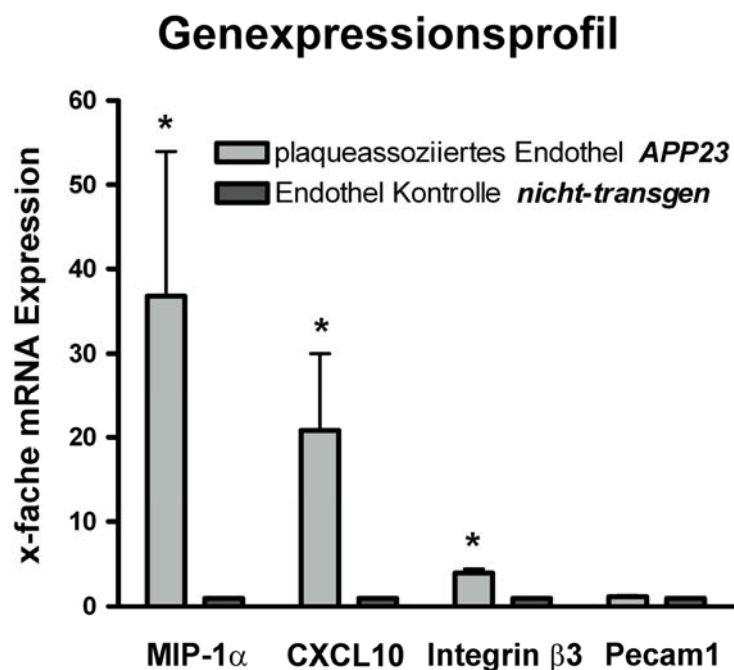 Genexpressionsprofil
x-fache mRNA Expression
60
50
40
30
20
10
0
*
*
*
plaqueassoziiertes Endothel APP23
Endothel Kontrolle nicht-transgen
MIP-1α CXCL10 Integrin β3 Pecam1